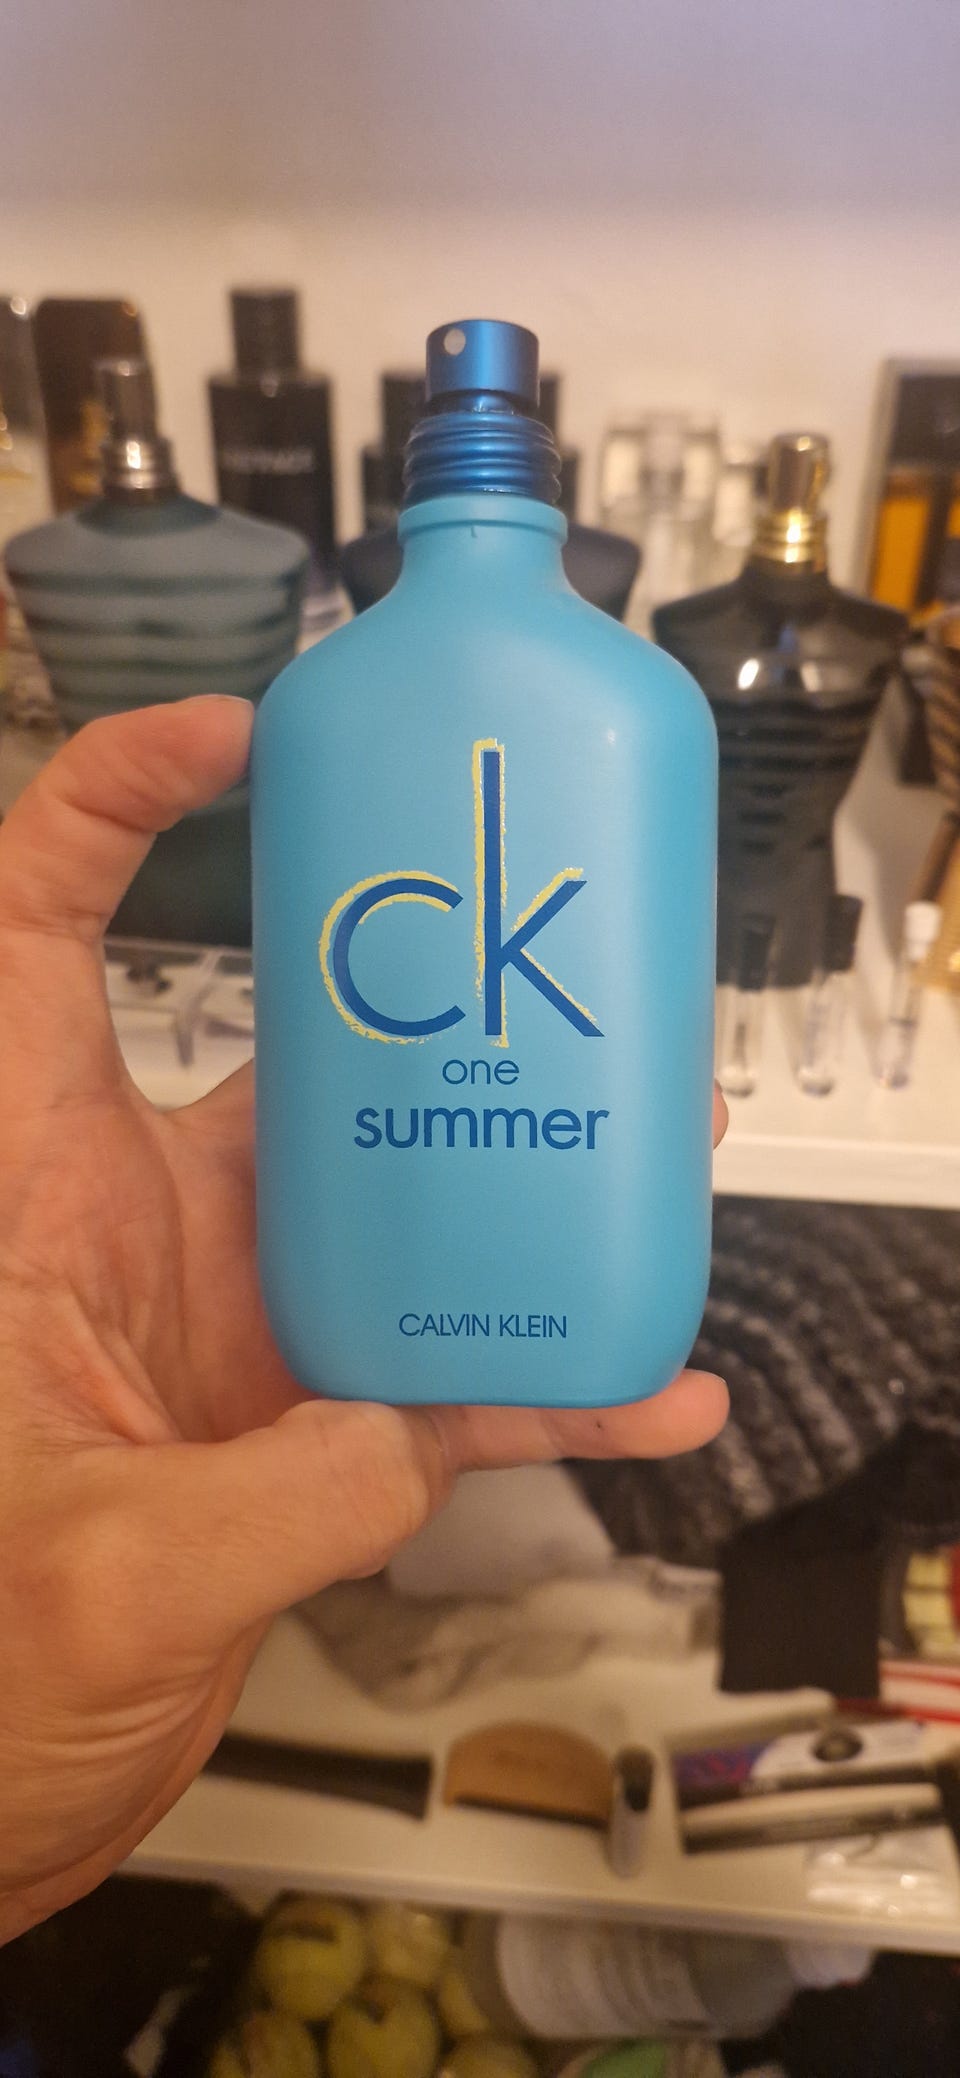 ck
one
summer
CALVIN KLEIN